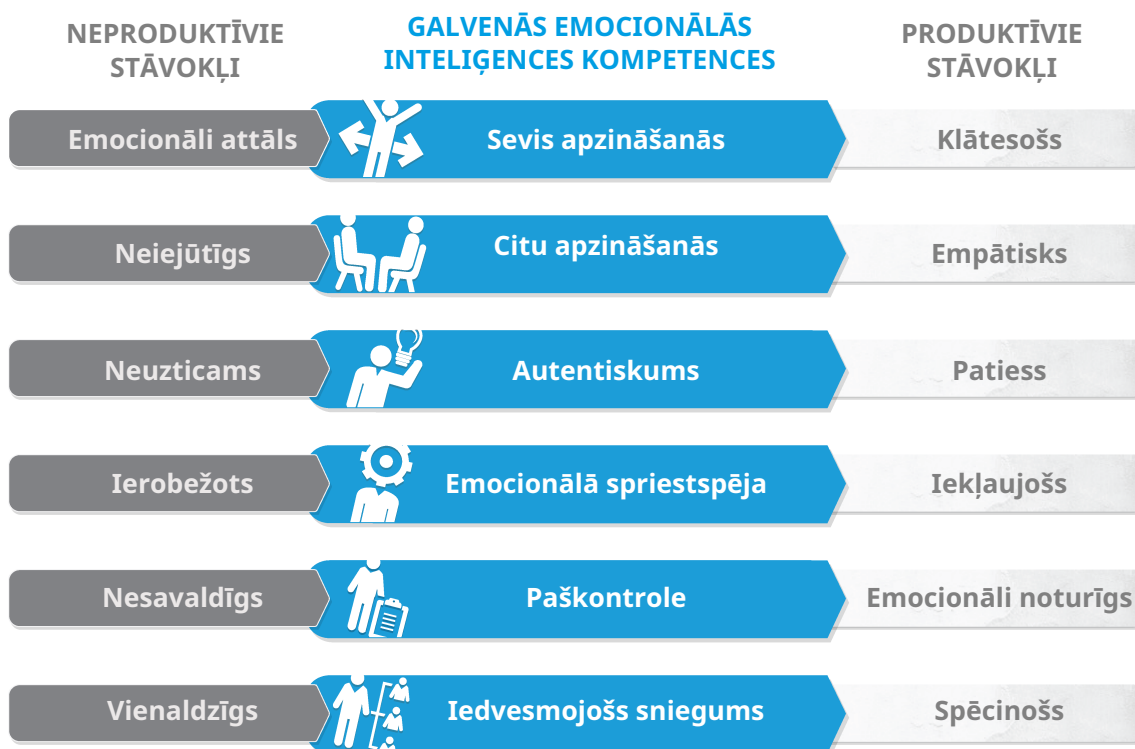 NEPRODUKTĪVIE
STĀVOKĻI
GALVENĀS EMOCIONĀLĀS
INTELIĢENCES KOMPETENCES
PRODUKTĪVIE
STĀVOKĻI
Emocionāli attāls
Sevis apzināšanās
Klātesošs
Neiejūtīgs
Citu apzināšanās
Empātisks
Neuzticams
Autentiskums
Patiess
Ierobežots
Emocionālā spriestspēja
Iekļaujošs
Nesavaldīgs
Paškontrole
Emocionāli noturīgs
Vienaldzīgs
Iedvesmojošs sniegums
Spēcinošs